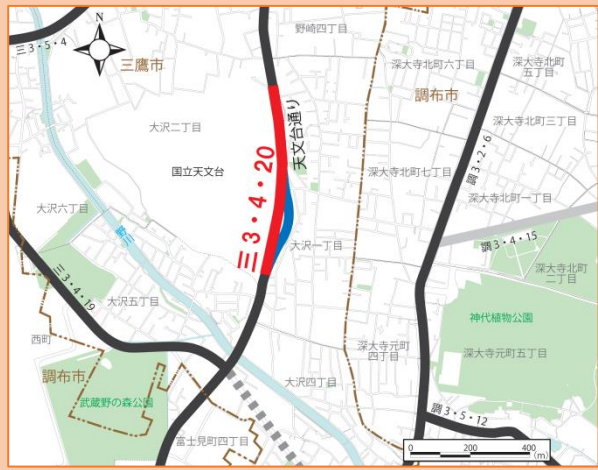 N
三3・5・4
三鷹市
野崎四丁目
深大寺北町六丁目
深大寺北町
五丁目
調布市
大沢二丁目
天文台通り
深大寺北町三丁目
国立天文台
三3・4・20
深大寺北町七丁目
調3・2・6
深大寺北町一丁目
大沢六丁目
野川
大沢一丁目
調3・4・15
深大寺北町
二丁目
三3・4・19
大沢五丁目
神代植物公園
西町
深大寺元町
四丁目
深大寺元町五丁目
調布市
大沢四丁目
武蔵野の森公園
調3・5・12
富士見町四丁目
0 200 400
(m)